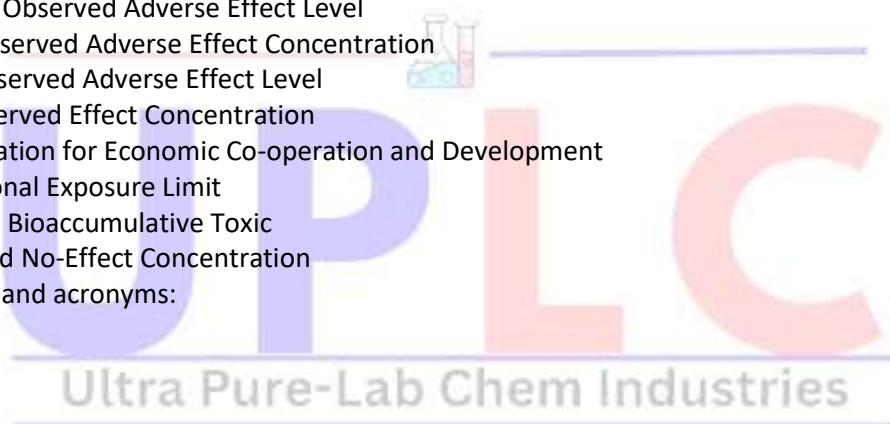 Observed Adverse Effect Level
served Adverse Effect Concentration
served Adverse Effect Level
erved Effect Concentration
ation for Economic Co-operation and Development
onal Exposure Limit
Bioaccumulative Toxic
d No-Effect Concentration
and acronyms:
UPLC
Ultra Pure-Lab Chem Industries